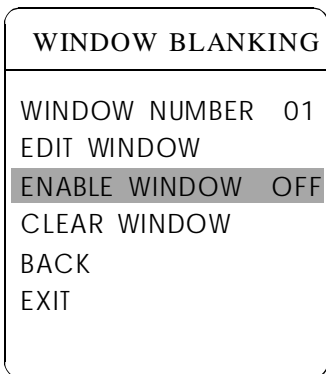 WINDOW BLANKING
WINDOW NUMBER 01
EDIT WINDOW
ENABLE WINDOW OFF
CLEAR WINDOW
BACK
EXIT